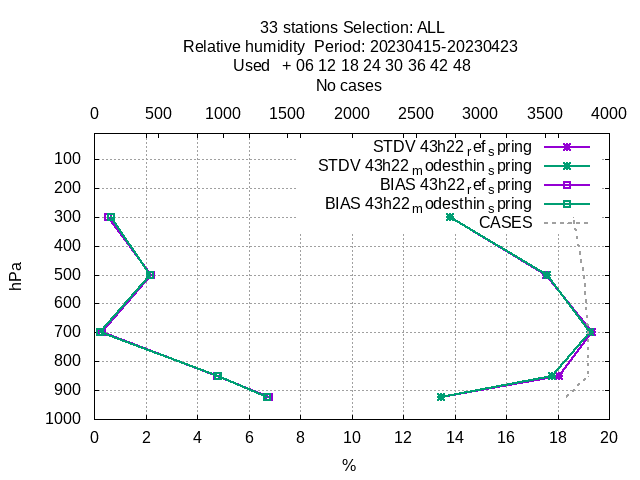 33 stations Selection: ALL
Relative humidity  Period: 20230415-20230423
Used   + 06 12 18 24 30 36 42 48
No cases
0 500 1000 1500 2000 2500 3000 3500 4000
STDV 43h22_ref_spring
STDV 43h22_modesthin_spring
BIAS 43h22_ref_spring
BIAS 43h22_modesthin_spring
CASES
100
200
300
400
500
600
700
800
900
1000
hPa
0 2 4 6 8 10 12 14 16 18 20
%